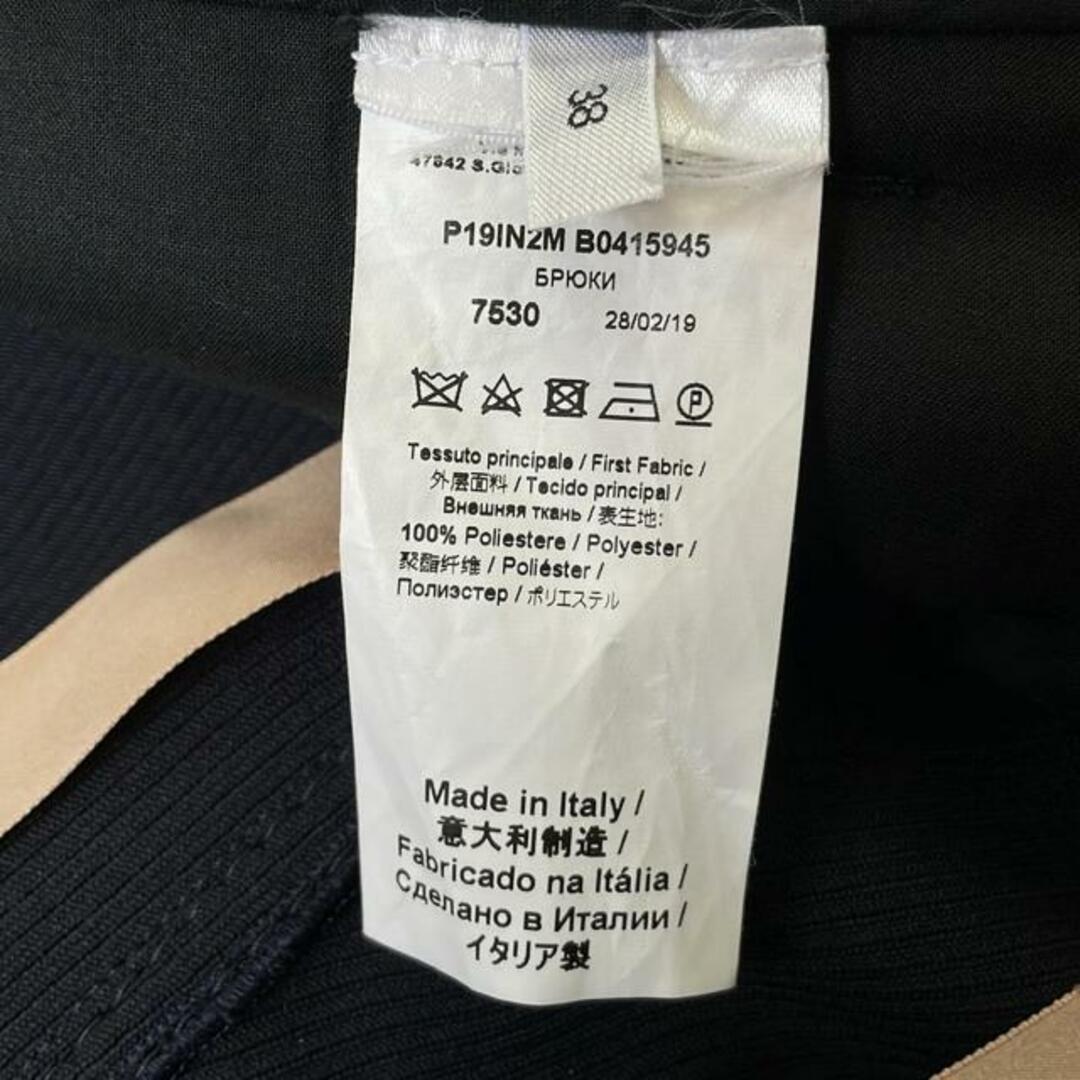 38
47842 S.Gio
P19IN2M B0415945
БРЮКИ
7530 28/02/19
P
Tessuto principale / First Fabric /
外层面料 / Tecido principal /
Внешняя ткань / 表生地:
100% Poliestere / Polyester /
聚酯纤维 / Poliéster /
Полиэстер / ポリエステル
Made in Italy /
意大利制造 /
Fabricado na Itália /
Сделано в Италии /
イタリア製